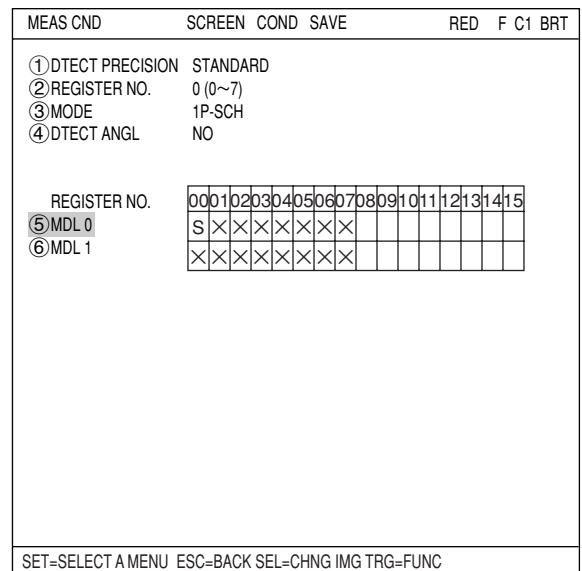 MEAS CND SCREEN COND SAVE RED F C1 BRT
①DTECT PRECISION STANDARD
②REGISTER NO. 0 (0～7)
③MODE 1P-SCH
④DTECT ANGL NO
REGISTER NO. 00 01 02 03 04 05 06 07 08 09 10 11 12 13 14 15
⑤MDL 0 S × × × × × × ×
⑥MDL 1 × × × × × × × ×
SET=SELECT A MENU ESC=BACK SEL=CHNG IMG TRG=FUNC